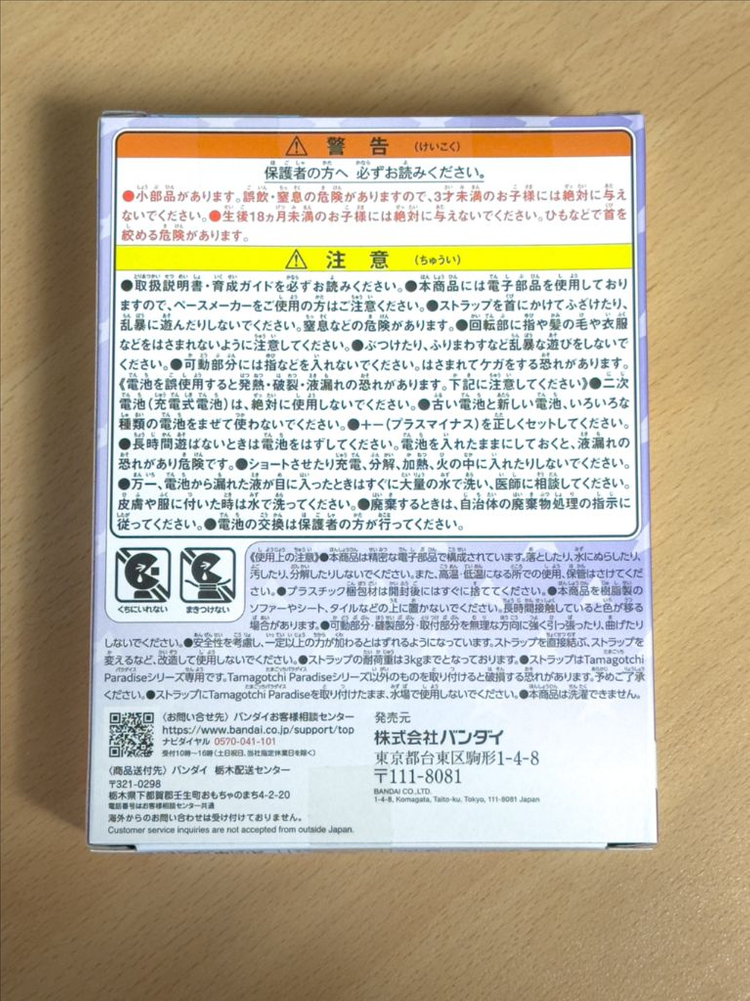 警告 (けいこく)
保護者の方へ 必ずお読みください。
●小部品があります。誤飲・窒息の危険がありますので、3才未満のお子様には絶対に与え
ないでください。●生後18ヵ月未満のお子様には絶対に与えないでください。ひもなどで首を
絞める危険があります。
注意 (ちゅうい)
●取扱説明書・育成ガイドを必ずお読みください。●本商品には電子部品を使用しており
ますので、ペースメーカーをご使用の方はご注意ください。●ストラップを首にかけてふざけたり、
乱暴に遊んだりしないでください。窒息などの危険があります。●回転部に指や髪の毛や衣服
などをはさまれないように注意してください。●ぶつけたり、ふりまわすなど乱暴な遊びをしないで
ください。●可動部分には指などを入れないでください。はさまれてケガをする恐れがあります。
《電池を誤使用すると発熱・破裂・液漏れの恐れがあります。下記に注意してください》●二次
電池(充電式電池)は、絶対に使用しないでください。●古い電池と新しい電池、いろいろな
種類の電池をまぜて使わないでください。●+-(プラスマイナス)を正しくセットしてください。
●長時間遊ばないときは電池をはずしてください。電池を入れたままにしておくと、液漏れの
恐れがあり危険です。●ショートさせたり充電、分解、加熱、火の中に入れたりしないでください。
●万一、電池から漏れた液が目に入ったときはすぐに大量の水で洗い、医師に相談してください。
皮膚や服に付いた時は水で洗ってください。●廃棄するときは、自治体の廃棄物処理の指示に
従ってください。●電池の交換は保護者の方が行ってください。
くちにいれない
まきつけない
《使用上の注意》●本商品は精密な電子部品で構成されています。落としたり、水にぬらしたり、
汚したり、分解したりしないでください。また、高温・低温になる所での使用、保管はさけてくだ
さい。●プラスチック梱包材は開封後にはすぐに捨ててください。●本商品を樹脂製の
ソファーやシート、タイルなどの上に置かないでください。長時間接触していると色が移る
場合があります。●可動部分・縫製部分・取付部分を無理な方向に強く引っ張ったり、曲げたり
しないでください。●安全性を考慮し、一定以上の力が加わるとはずれるようになっています。ストラップを直接結ぶ、ストラップを
変えるなど、改造して使用しないでください。●ストラップの耐荷重は3kgまでとなっております。●ストラップはTamagotchi
Paradiseシリーズ専用です。Tamagotchi Paradiseシリーズ以外のものを取り付けると破損する恐れがあります。予めご了承
ください。●ストラップにTamagotchi Paradiseを取り付けたまま、水場で使用しないでください。●本商品は洗濯できません。
〈お問い合せ先〉バンダイお客様相談センター
https://www.bandai.co.jp/support/top
ナビダイヤル 0570-041-101
受付10時〜16時(土日祝日、当社指定休業日を除く)
〈商品送付先〉バンダイ 栃木配送センター
〒321-0298
栃木県下都賀郡壬生町おもちゃのまち4-2-20
電話番号はお客様相談センター共通
海外からのお問い合わせは受け付けておりません。
Customer service inquiries are not accepted from outside Japan.
発売元
株式会社バンダイ
東京都台東区駒形1-4-8
〒111-8081
BANDAI CO.,LTD.
1-4-8, Komagata, Taito-ku, Tokyo, 111-8081 Japan